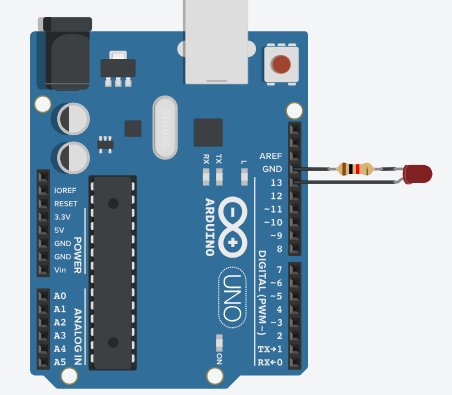 RX
TX
L
AREF
GND
13
12
~11
~10
~9
8
IOREF
RESET
3.3V
5V
GND
GND
Vin
POWER
ARDUINO
UNO
DIGITAL (PWM~)
7
~6
~5
4
~3
2
TX→1
RX←0
A0
A1
A2
A3
A4
A5
ANALOG IN
ON